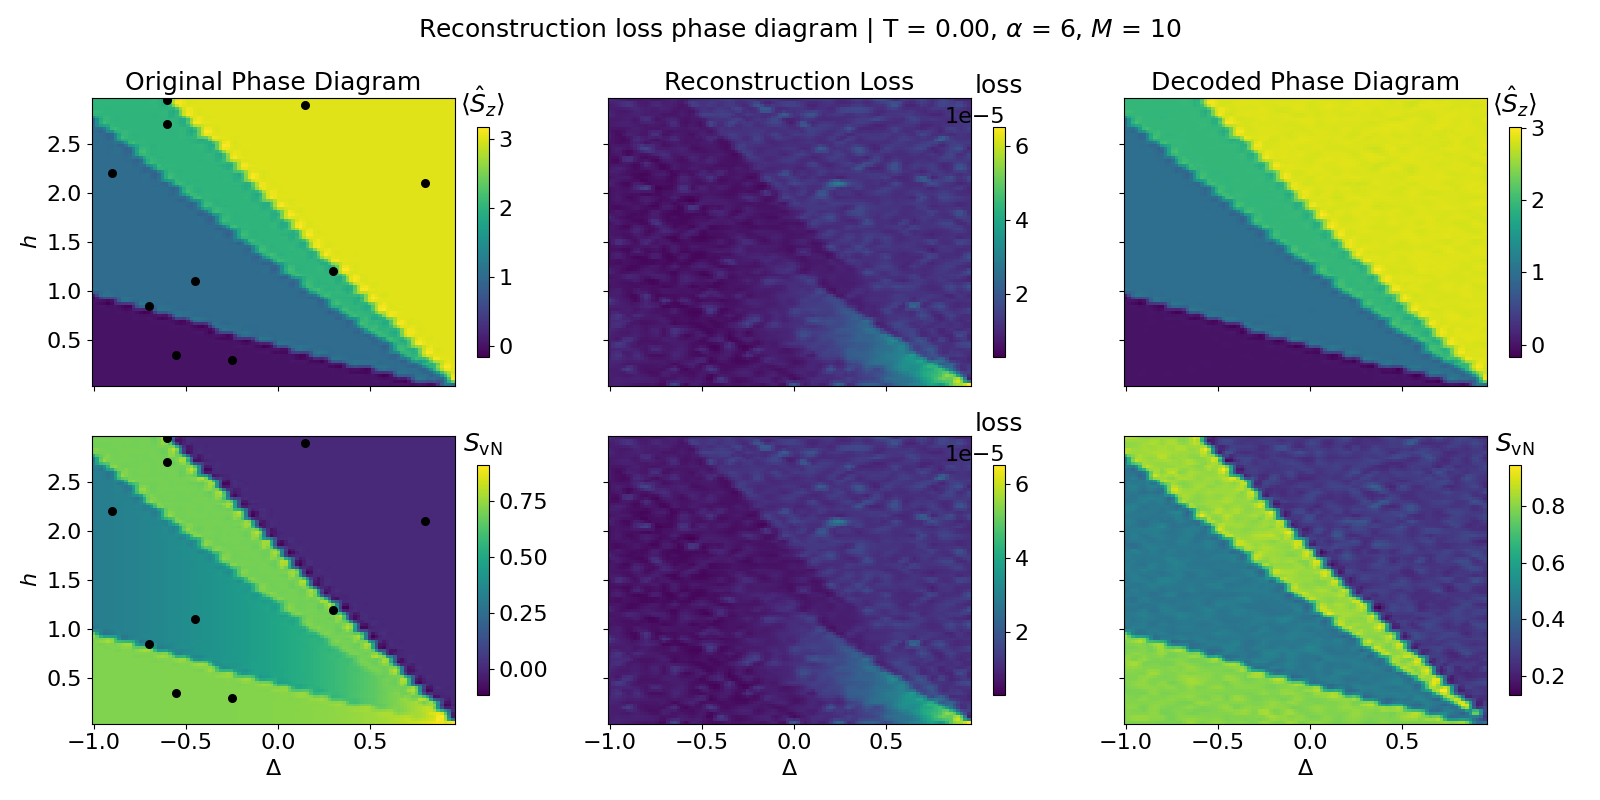 Reconstruction loss phase diagram | T = 0.00, α = 6, M = 10
Original Phase Diagram
⟨Ŝz⟩
Reconstruction Loss
loss
1e−5
Decoded Phase Diagram
⟨Ŝz⟩
h
2.5
2.0
1.5
1.0
0.5
3
2
1
0
6
4
2
3
2
1
0
SvN
loss
1e−5
SvN
h
2.5
2.0
1.5
1.0
0.5
0.75
0.50
0.25
0.00
6
4
2
0.8
0.6
0.4
0.2
−1.0 −0.5 0.0 0.5
−1.0 −0.5 0.0 0.5
−1.0 −0.5 0.0 0.5
Δ
Δ
Δ